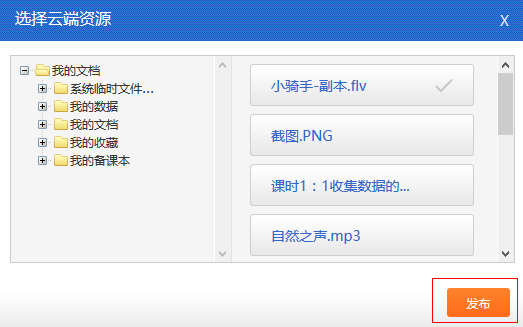 选择云端资源
X
我的文档
系统临时文件...
我的数据
我的文档
我的收藏
我的备课本
小骑手-副本.flv
截图.PNG
课时1：1收集数据的...
自然之声.mp3
发布